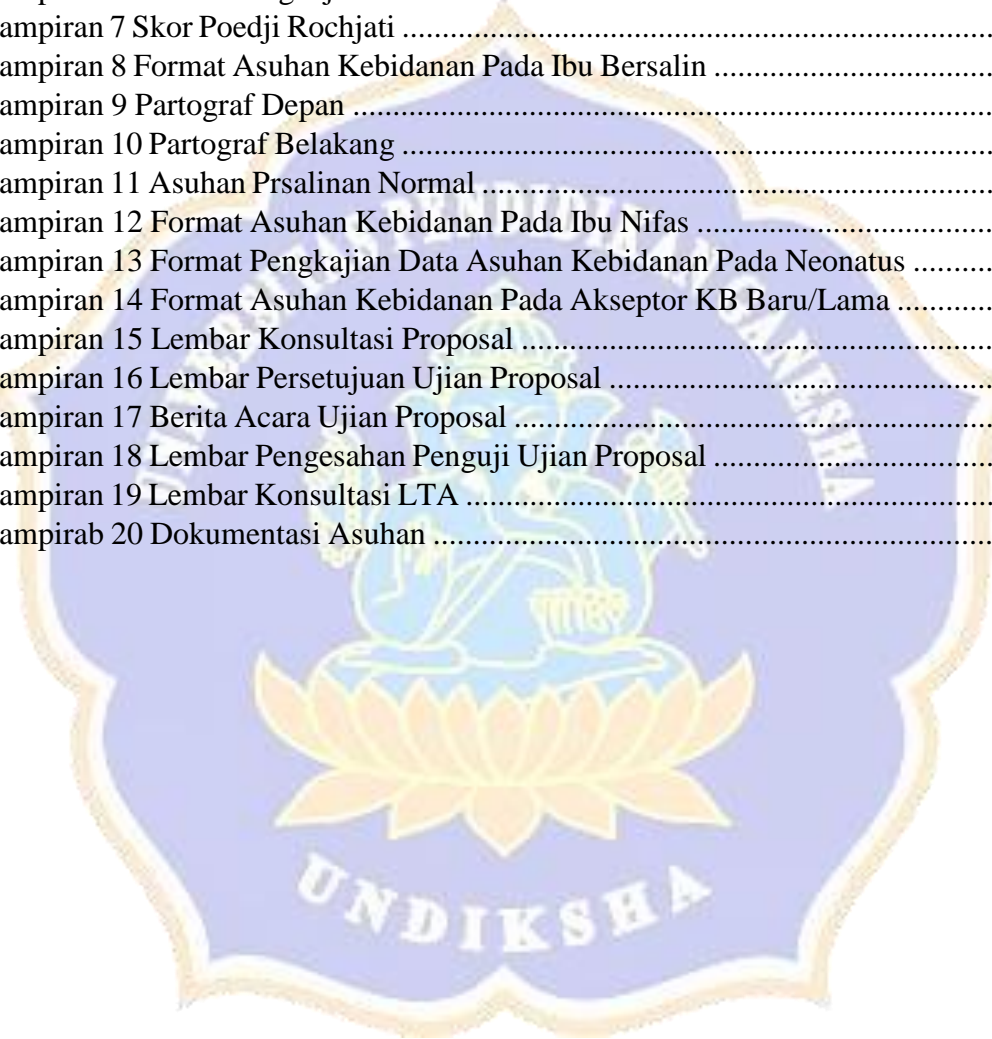 ampiran 7 Skor Poedji Rochjati ....................................................................................
ampiran 8 Format Asuhan Kebidanan Pada Ibu Bersalin ....................................
ampiran 9 Partograf Depan ..................................................................................
ampiran 10 Partograf Belakang ............................................................................
ampiran 11 Asuhan Prsalinan Normal ..................................................................
ampiran 12 Format Asuhan Kebidanan Pada Ibu Nifas .......................................
ampiran 13 Format Pengkajian Data Asuhan Kebidanan Pada Neonatus ..........
ampiran 14 Format Asuhan Kebidanan Pada Akseptor KB Baru/Lama ............
ampiran 15 Lembar Konsultasi Proposal .............................................................
ampiran 16 Lembar Persetujuan Ujian Proposal ..................................................
ampiran 17 Berita Acara Ujian Proposal ..............................................................
ampiran 18 Lembar Pengesahan Penguji Ujian Proposal ....................................
ampiran 19 Lembar Konsultasi LTA ....................................................................
ampirab 20 Dokumentasi Asuhan ........................................................................
UNIVERSITAS PENDIDIKAN GANESHA
UNDIKSHA